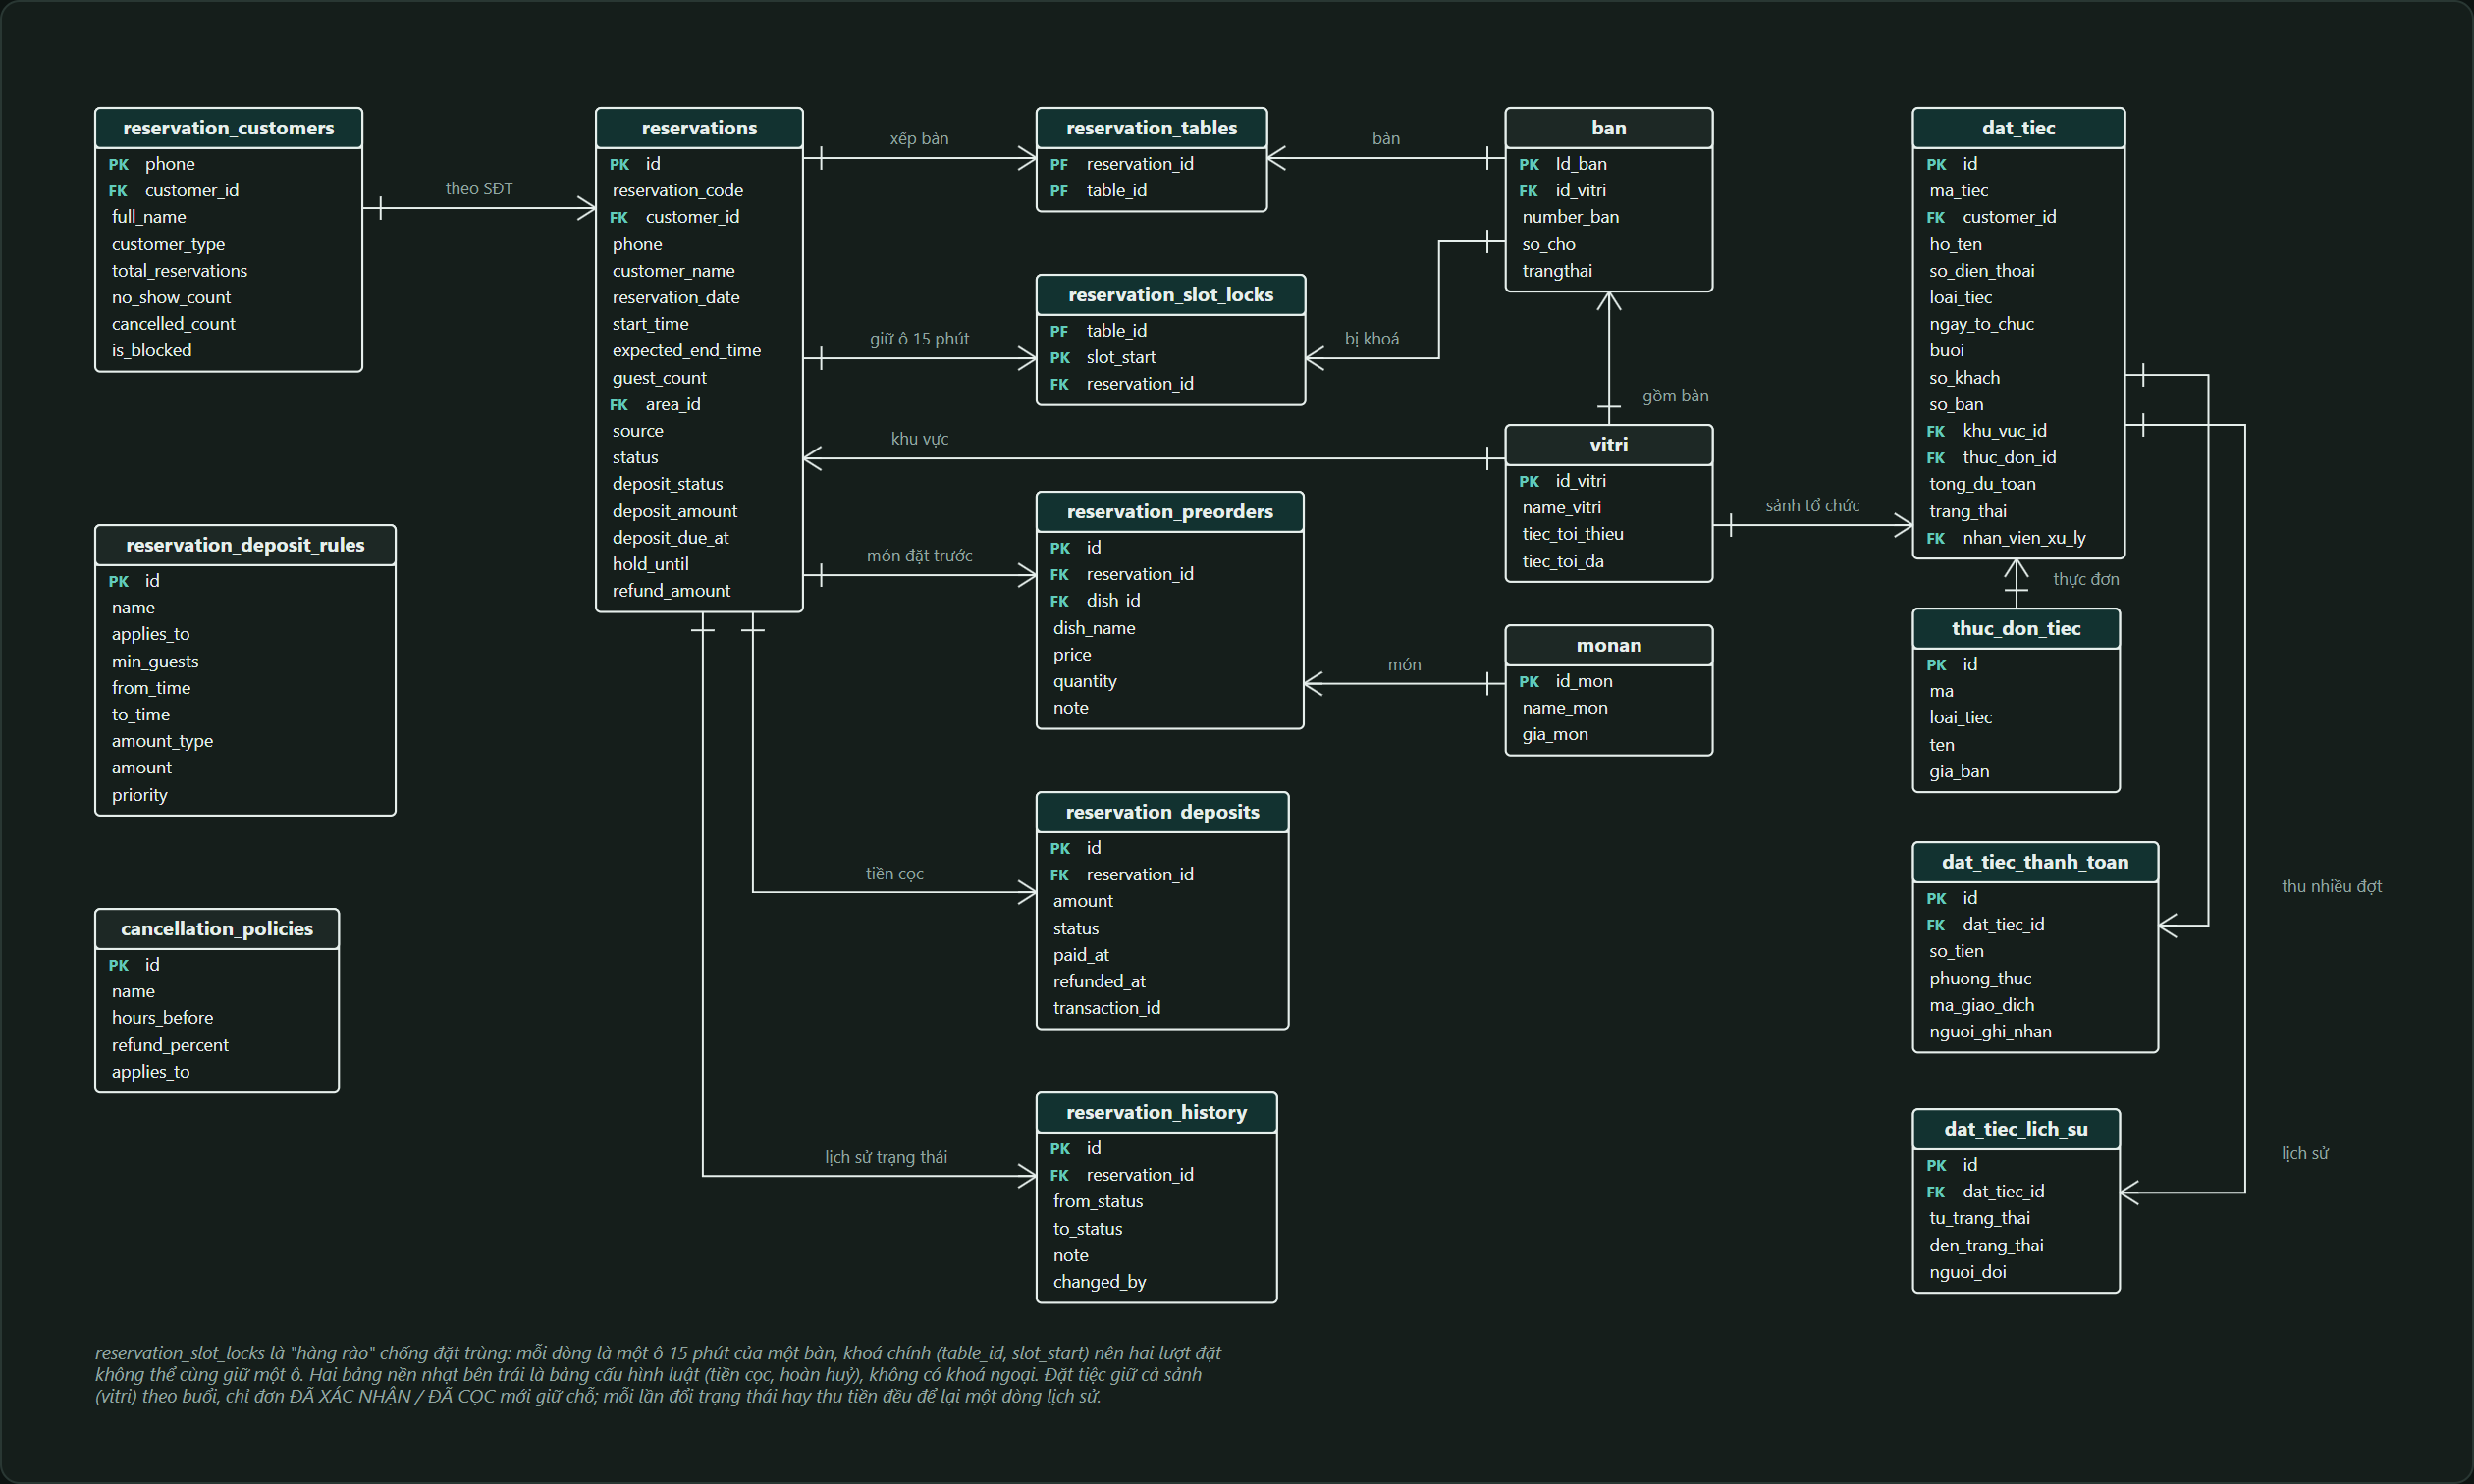 reservation_customers
PK phone
FK customer_id
full_name
customer_type
total_reservations
no_show_count
cancelled_count
is_blocked
theo SĐT
reservation_deposit_rules
PK id
name
applies_to
min_guests
from_time
to_time
amount_type
amount
priority
cancellation_policies
PK id
name
hours_before
refund_percent
applies_to
reservations
PK id
reservation_code
FK customer_id
phone
customer_name
reservation_date
start_time
expected_end_time
guest_count
FK area_id
source
status
deposit_status
deposit_amount
deposit_due_at
hold_until
refund_amount
xếp bàn
giữ ô 15 phút
khu vực
món đặt trước
tiền cọc
lịch sử trạng thái
reservation_tables
PF reservation_id
PF table_id
reservation_slot_locks
PF table_id
PK slot_start
FK reservation_id
reservation_preorders
PK id
FK reservation_id
FK dish_id
dish_name
price
quantity
note
reservation_deposits
PK id
FK reservation_id
amount
status
paid_at
refunded_at
transaction_id
reservation_history
PK id
FK reservation_id
from_status
to_status
note
changed_by
bàn
bị khoá
món
ban
PK Id_ban
FK id_vitri
number_ban
so_cho
trangthai
gồm bàn
vitri
PK id_vitri
name_vitri
tiec_toi_thieu
tiec_toi_da
monan
PK id_mon
name_mon
gia_mon
sảnh tổ chức
dat_tiec
PK id
ma_tiec
FK customer_id
ho_ten
so_dien_thoai
loai_tiec
ngay_to_chuc
buoi
so_khach
so_ban
FK khu_vuc_id
FK thuc_don_id
tong_du_toan
trang_thai
FK nhan_vien_xu_ly
thực đơn
thuc_don_tiec
PK id
ma
loai_tiec
ten
gia_ban
dat_tiec_thanh_toan
PK id
FK dat_tiec_id
so_tien
phuong_thuc
ma_giao_dich
nguoi_ghi_nhan
thu nhiều đợt
dat_tiec_lich_su
PK id
FK dat_tiec_id
tu_trang_thai
den_trang_thai
nguoi_doi
lịch sử
reservation_slot_locks là "hàng rào" chống đặt trùng: mỗi dòng là một ô 15 phút của một bàn, khoá chính (table_id, slot_start) nên hai lượt đặt
không thể cùng giữ một ô. Hai bảng nền nhạt bên trái là bảng cấu hình luật (tiền cọc, hoàn huỷ), không có khoá ngoại. Đặt tiệc giữ cả sảnh
(vitri) theo buổi, chỉ đơn ĐÃ XÁC NHẬN / ĐÃ CỌC mới giữ chỗ; mỗi lần đổi trạng thái hay thu tiền đều để lại một dòng lịch sử.